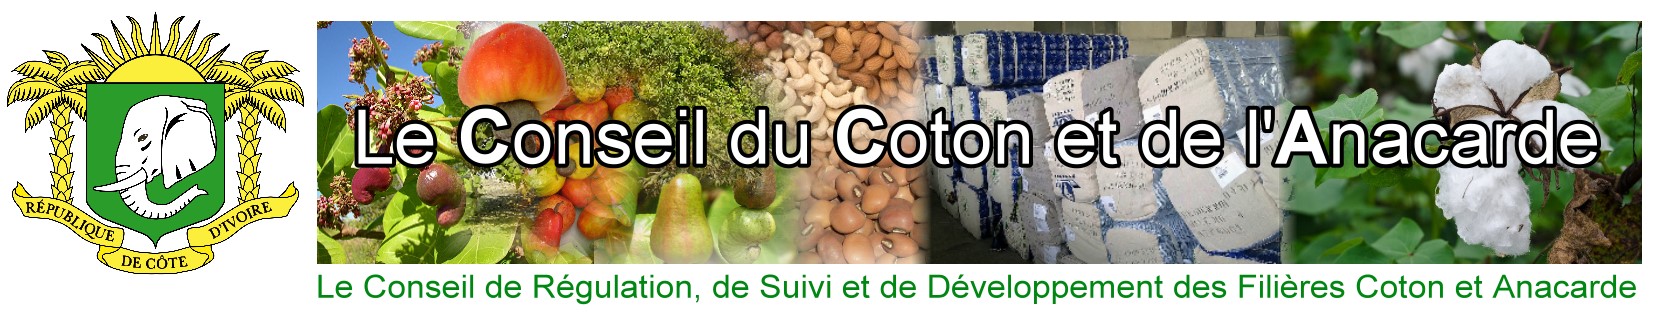 RÉPUBLIQUE
DE CÔTE
D'IVOIRE
Le Conseil du Coton et de l'Anacarde
Le Conseil de Régulation, de Suivi et de Développement des Filières Coton et Anacarde